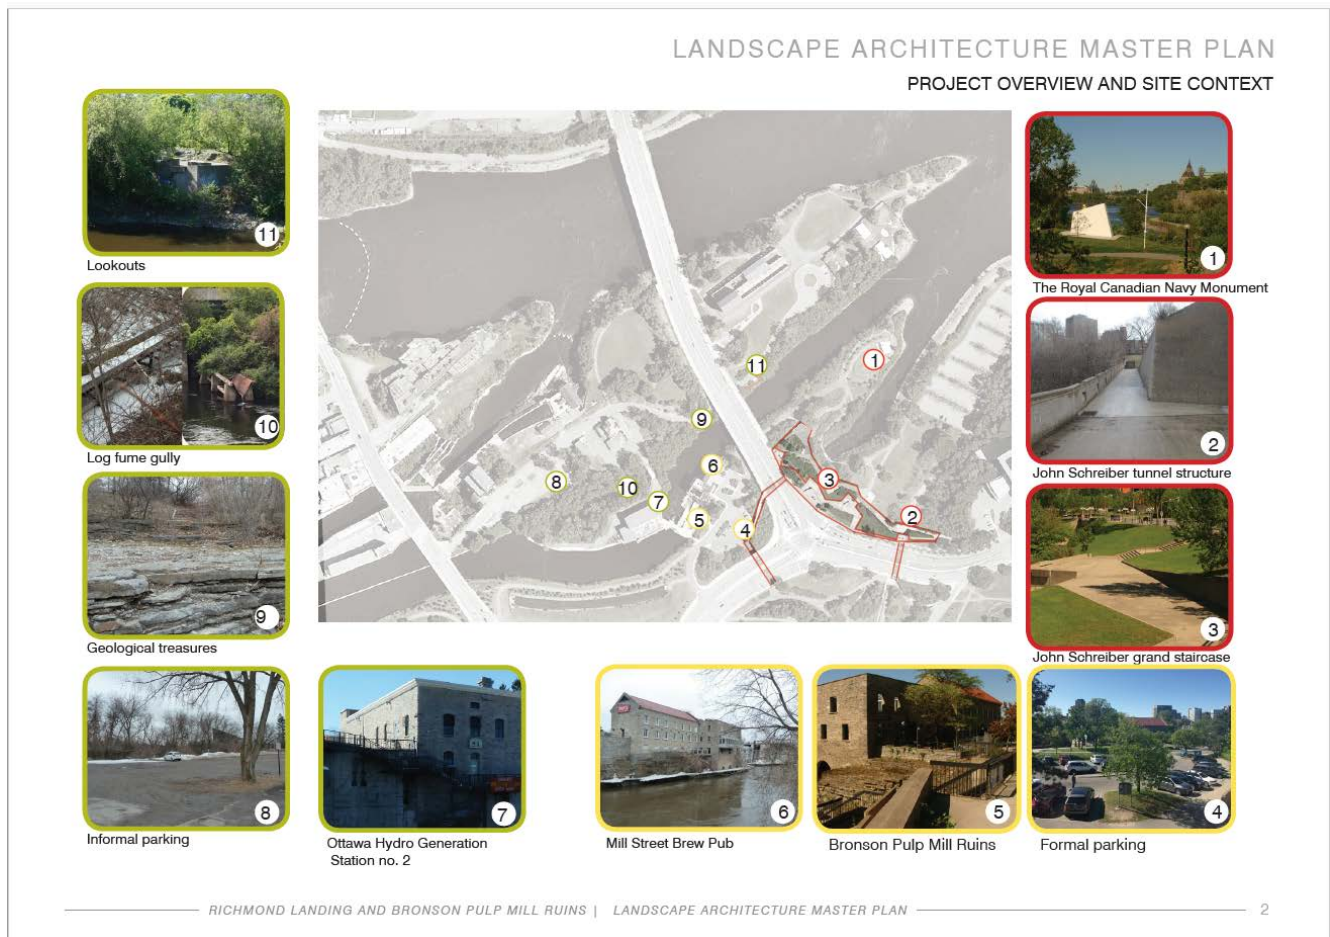 LANDSCAPE ARCHITECTURE MASTER PLAN
PROJECT OVERVIEW AND SITE CONTEXT
11
Lookouts
10
Log fume gully
9
Geological treasures
8
Informal parking
7
Ottawa Hydro Generation
Station no. 2
6
Mill Street Brew Pub
5
Bronson Pulp Mill Ruins
4
Formal parking
1
The Royal Canadian Navy Monument
2
John Schreiber tunnel structure
3
John Schreiber grand staircase
1
11
9
6
3
8
10
7
5
4
2
RICHMOND LANDING AND BRONSON PULP MILL RUINS | LANDSCAPE ARCHITECTURE MASTER PLAN
2